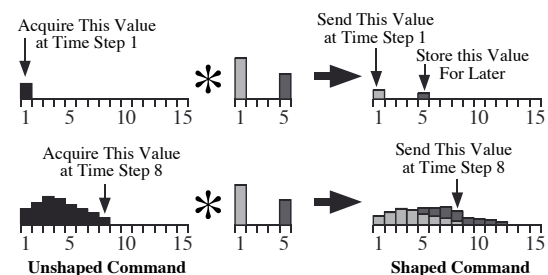 Acquire This Value
at Time Step 1
Send This Value
at Time Step 1
Store this Value
For Later
*
1 5 10 15
1 5
1 5 10 15
Acquire This Value
at Time Step 8
Send This Value
at Time Step 8
*
1 5 10 15
1 5
1 5 10 15
Unshaped Command
Shaped Command